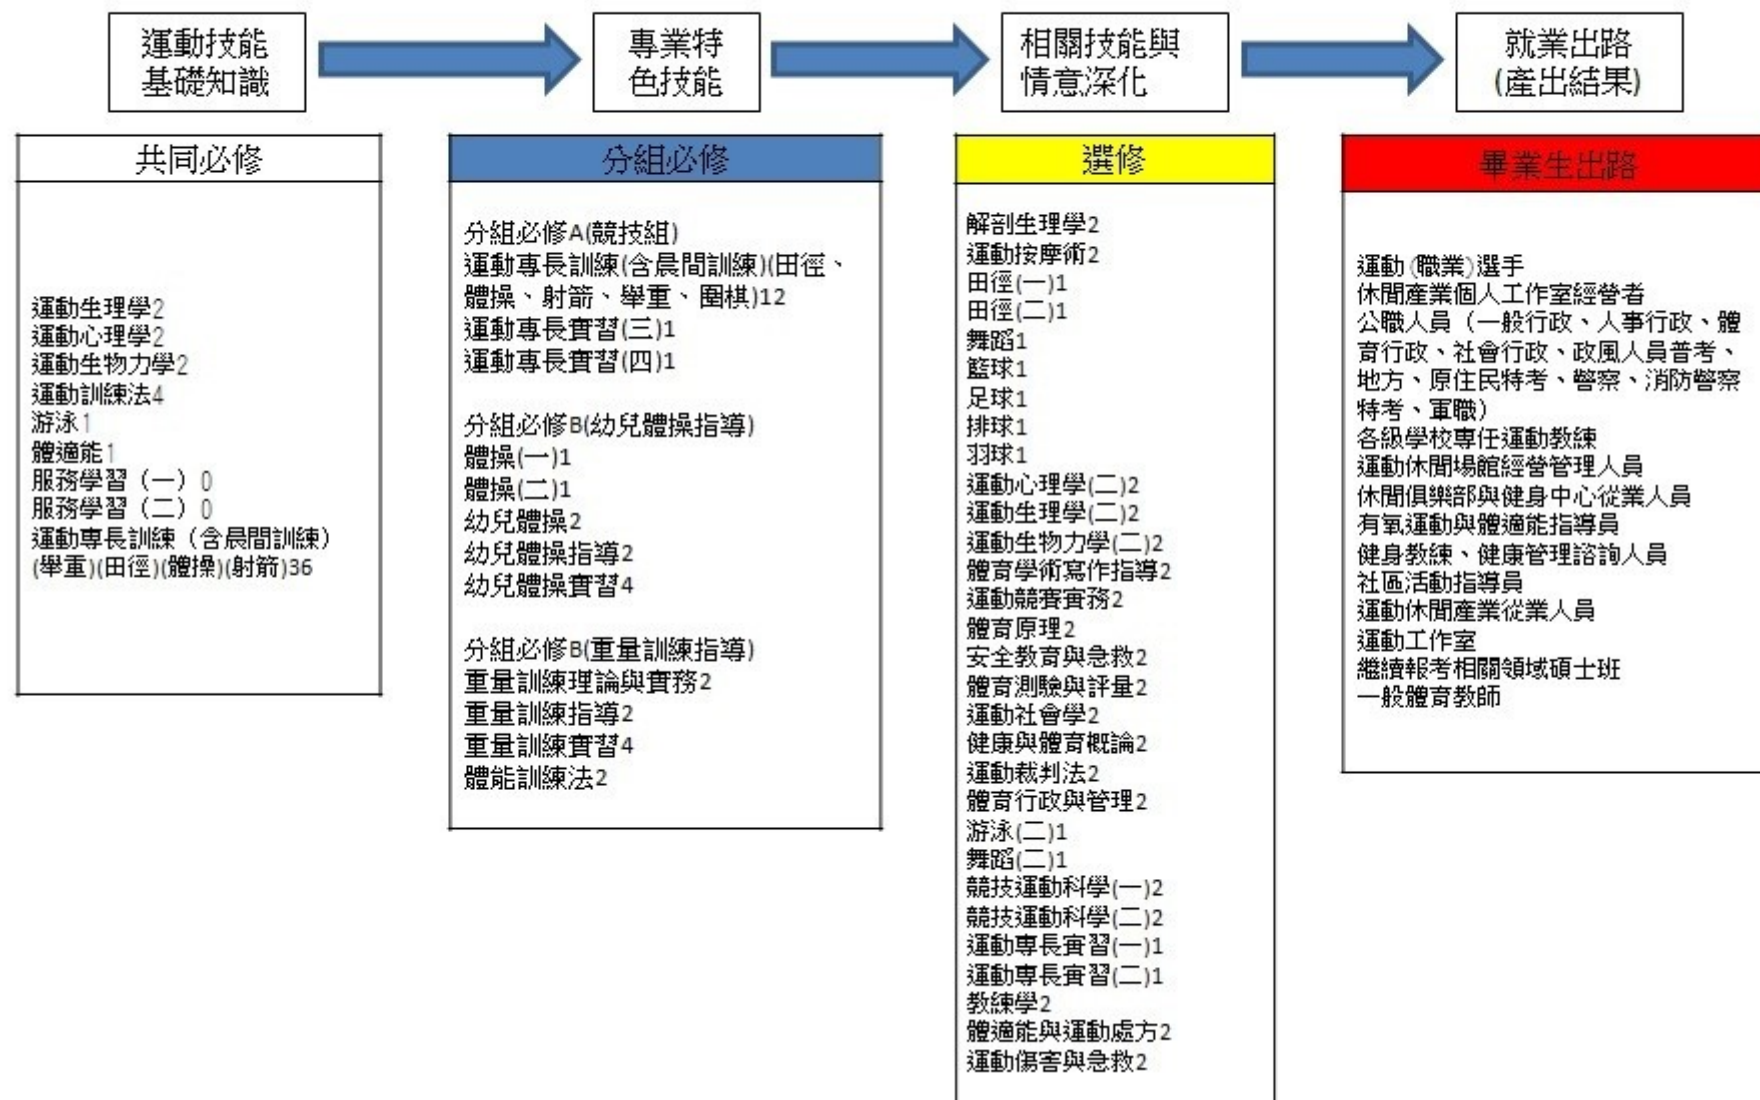 運動技能
基礎知識
專業特
色技能
相關技能與
情意深化
就業出路
(產出結果)
共同必修
運動生理學2
運動心理學2
運動生物力學2
運動訓練法4
游泳1
體適能1
服務學習（一）0
服務學習（二）0
運動專長訓練（含晨間訓練）
(舉重)(田徑)(體操)(射箭)36
分組必修
分組必修A(競技組)
運動專長訓練(含晨間訓練)(田徑、
體操、射箭、舉重、圍棋)12
運動專長實習(三)1
運動專長實習(四)1
分組必修B(幼兒體操指導)
體操(一)1
體操(二)1
幼兒體操2
幼兒體操指導2
幼兒體操實習4
分組必修B(重量訓練指導)
重量訓練理論與實務2
重量訓練指導2
重量訓練實習4
體能訓練法2
選修
解剖生理學2
運動按摩術2
田徑(一)1
田徑(二)1
舞蹈1
籃球1
足球1
排球1
羽球1
運動心理學(二)2
運動生理學(二)2
運動生物力學(二)2
體育學術寫作指導2
運動競賽實務2
體育原理2
安全教育與急救2
體育測驗與評量2
運動社會學2
健康與體育概論2
運動裁判法2
體育行政與管理2
游泳(二)1
舞蹈(二)1
競技運動科學(一)2
競技運動科學(二)2
運動專長實習(一)1
運動專長實習(二)1
教練學2
體適能與運動處方2
運動傷害與急救2
畢業生出路
運動(職業)選手
休閒產業個人工作室經營者
公職人員（一般行政、人事行政、體
育行政、社會行政、政風人員普考、
地方、原住民特考、警察、消防警察
特考、軍職）
各級學校專任運動教練
運動休閒場館經營管理人員
休閒俱樂部與健身中心從業人員
有氧運動與體適能指導員
健身教練、健康管理諮詢人員
社區活動指導員
運動休閒產業從業人員
運動工作室
繼續報考相關領域碩士班
一般體育教師